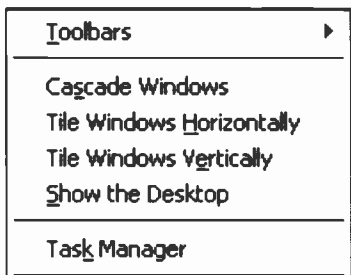 Toolbars
Cascade Windows
Tile Windows Horizontally
Tile Windows Vertically
Show the Desktop
Task Manager